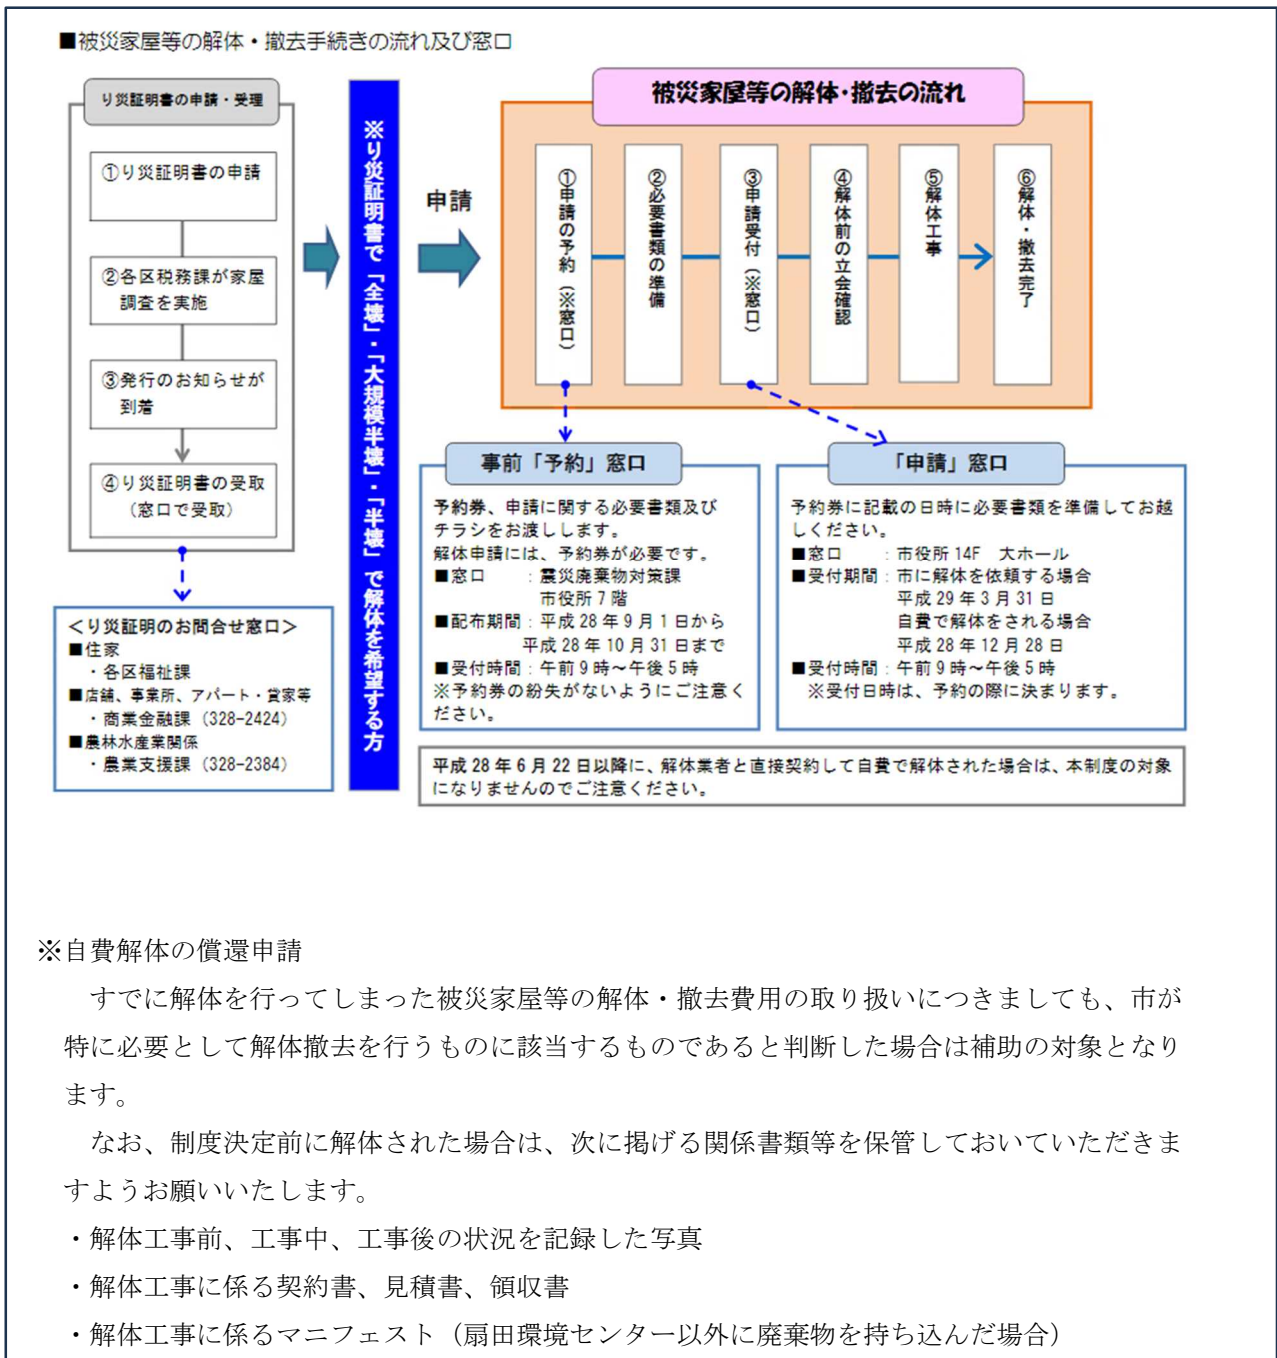 ■被災家屋等の解体・撤去手続きの流れ及び窓口
り災証明書の申請・受理
①り災証明書の申請
②各区税務課が家屋
調査を実施
③発行のお知らせが
到着
④り災証明書の受取
（窓口で受取）
＜り災証明のお問合せ窓口＞
■住家
・各区福祉課
■店舗、事業所、アパート・貸家等
・商業金融課（328-2424）
■農林水産業関係
・農業支援課（328-2384）
※り災証明書で「全壊」・「大規模半壊」・「半壊」で解体を希望する方
申請
被災家屋等の解体・撤去の流れ
①申請の予約（※窓口）
②必要書類の準備
③申請受付（※窓口）
④解体前の立会確認
⑤解体工事
⑥解体・撤去完了
事前「予約」窓口
予約券、申請に関する必要書類及び
チラシをお渡しします。
解体申請には、予約券が必要です。
■窓口　　：震災廃棄物対策課
市役所７階
■配布期間：平成 28 年 9 月 1 日から
平成 28 年 10 月 31 日まで
■受付時間：午前 9 時～午後 5 時
※予約券の紛失がないようにご注意く
ださい。
「申請」窓口
予約券に記載の日時に必要書類を準備してお越
しください。
■窓口　　：市役所 14F　大ホール
■受付期間：市に解体を依頼する場合
平成 29 年 3 月 31 日
自費で解体をされる場合
平成 28 年 12 月 28 日
■受付時間：午前 9 時～午後 5 時
※受付日時は、予約の際に決まります。
平成 28 年 6 月 22 日以降に、解体業者と直接契約して自費で解体された場合は、本制度の対象
になりませんのでご注意ください。
※自費解体の償還申請
すでに解体を行ってしまった被災家屋等の解体・撤去費用の取り扱いにつきましても、市が
特に必要として解体撤去を行うものに該当するものであると判断した場合は補助の対象となり
ます。
なお、制度決定前に解体された場合は、次に掲げる関係書類等を保管しておいていただきま
すようお願いいたします。
・解体工事前、工事中、工事後の状況を記録した写真
・解体工事に係る契約書、見積書、領収書
・解体工事に係るマニフェスト（扇田環境センター以外に廃棄物を持ち込んだ場合）